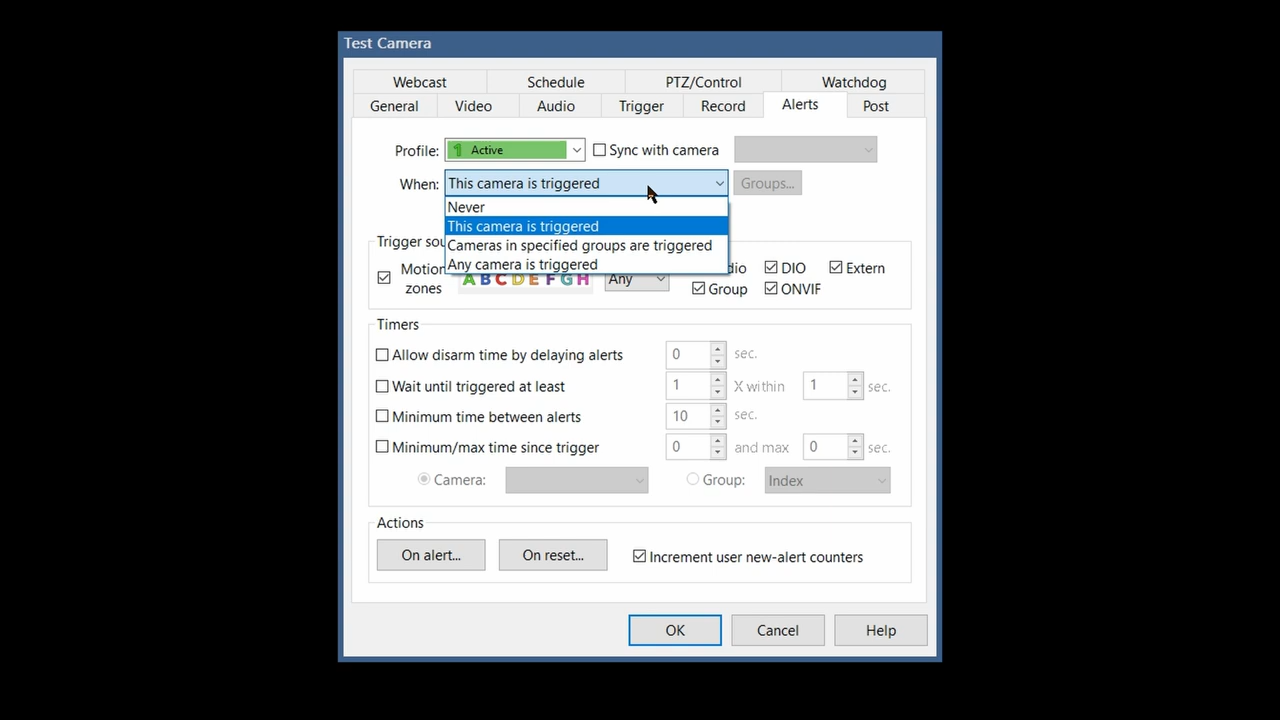 Test Camera
Webcast Schedule PTZ/Control Watchdog
General Video Audio Trigger Record Alerts Post
Profile: 1 Active Sync with camera
When: This camera is triggered Groups...
Never
This camera is triggered
Cameras in specified groups are triggered
Any camera is triggered
Trigger sou
Motion zones A B C D E F G H Any dio DIO Extern
Group ONVIF
Timers
Allow disarm time by delaying alerts 0 sec.
Wait until triggered at least 1 X within 1 sec.
Minimum time between alerts 10 sec.
Minimum/max time since trigger 0 and max 0 sec.
Camera: Group: Index
Actions
On alert... On reset... Increment user new-alert counters
OK Cancel Help